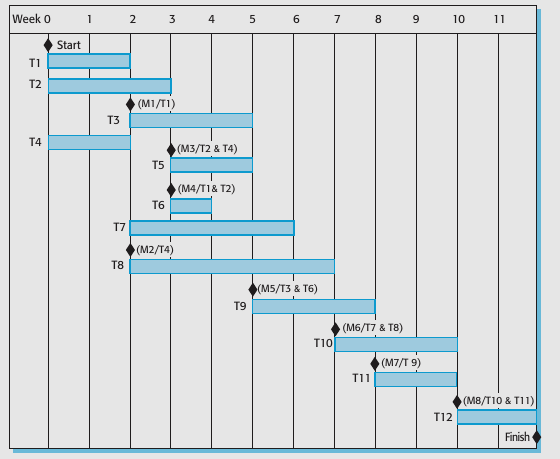 Week 0 1 2 3 4 5 6 7 8 9 10 11
Start
T1
T2
(M1/T1)
T3
T4
(M3/T2 & T4)
T5
(M4/T1& T2)
T6
T7
(M2/T4)
T8
(M5/T3 & T6)
T9
(M6/T7 & T8)
T10
(M7/T 9)
T11
(M8/T10 & T11)
T12
Finish